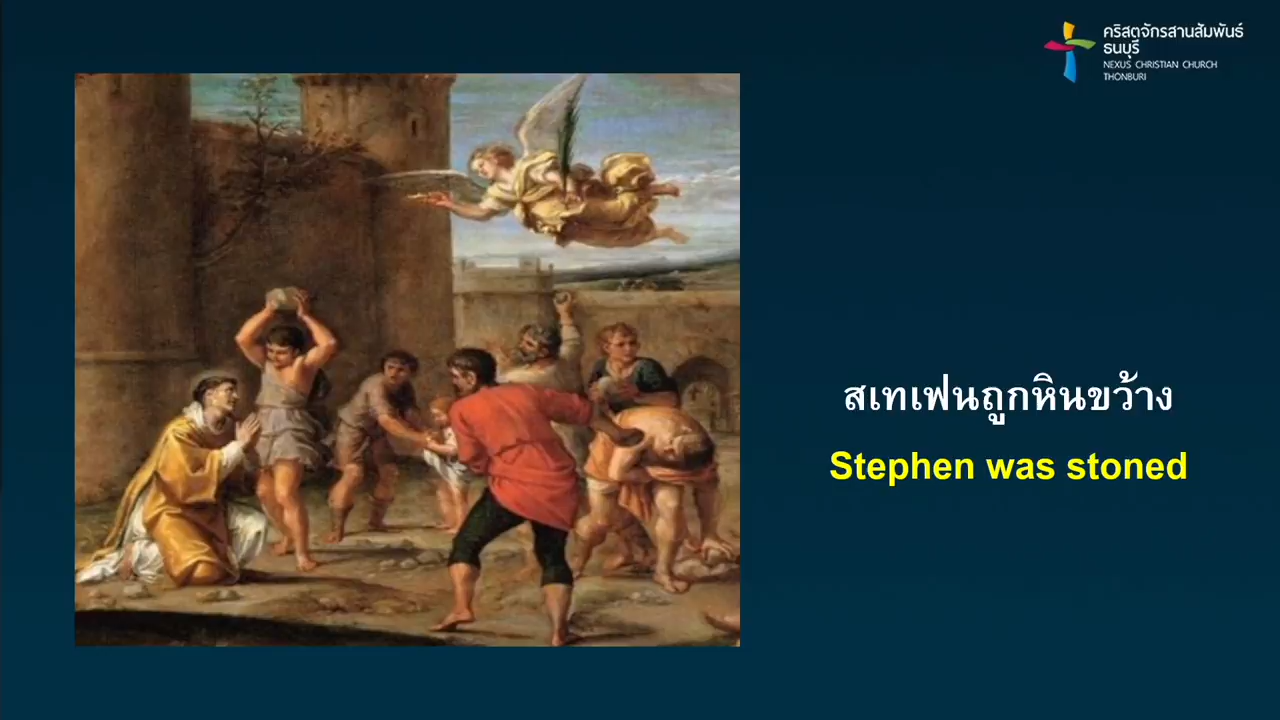 คริสตจักรสานสัมพันธ์
ธนบุรี
NEXUS CHRISTIAN CHURCH
THONBURI
สเทเฟนถูกหินขว้าง
Stephen was stoned